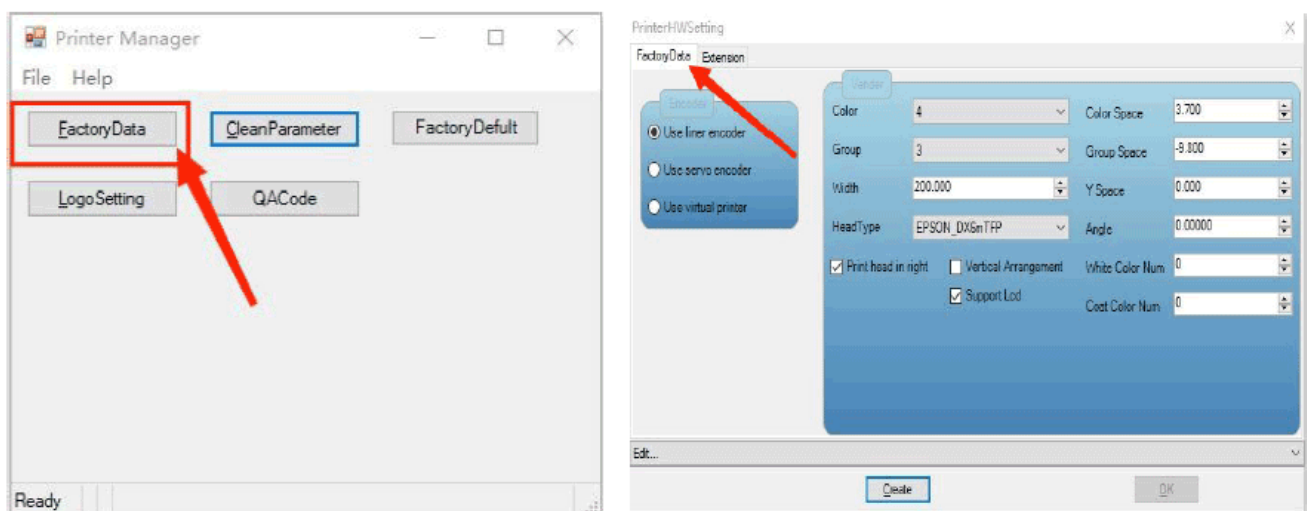 Printer Manager
File Help
FactoryData CleanParameter FactoryDefult
LogoSetting QACode
Ready
PrinterHWSetting
FactoryData Extension
Encoder
Use liner encoder
Use servo encoder
Use virtual printer
Vender
Color 4 Color Space 3.700
Group 3 Group Space -9.800
Width 200.000 Y Space 0.000
HeadType Angle 0.00000
Print head in right Vertical Arrangement White Color Num 0
Support Lcd Coat Color Num 0
Edit...
Create OK